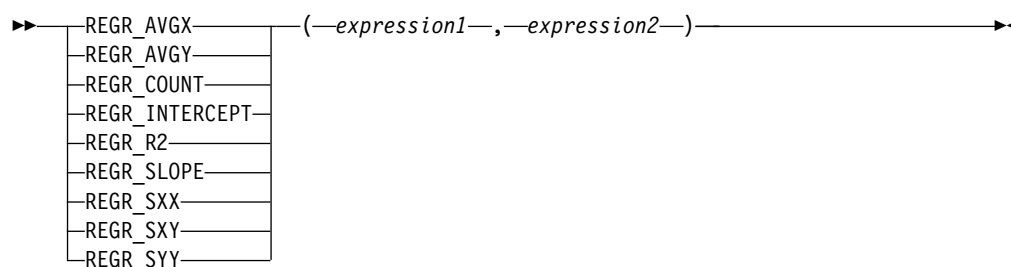 REGR_AVGX ( expression1 , expression2 )
REGR_AVGY
REGR_COUNT
REGR_INTERCEPT
REGR_R2
REGR_SLOPE
REGR_SXX
REGR_SXY
REGR_SYY